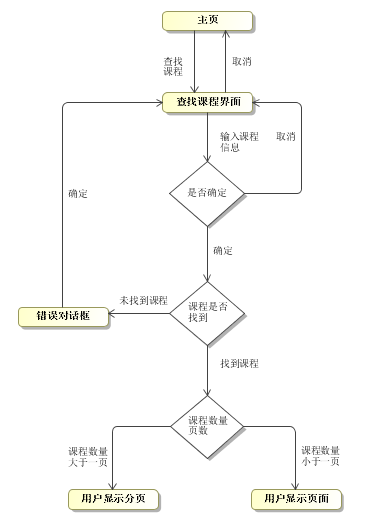 主页
查找
课程
取消
查找课程界面
输入课程
信息
取消
是否确定
确定
确定
未找到课程
课程是否
找到
错误对话框
找到课程
课程数量
页数
课程数量
大于一页
课程数量
小于一页
用户显示分页
用户显示页面